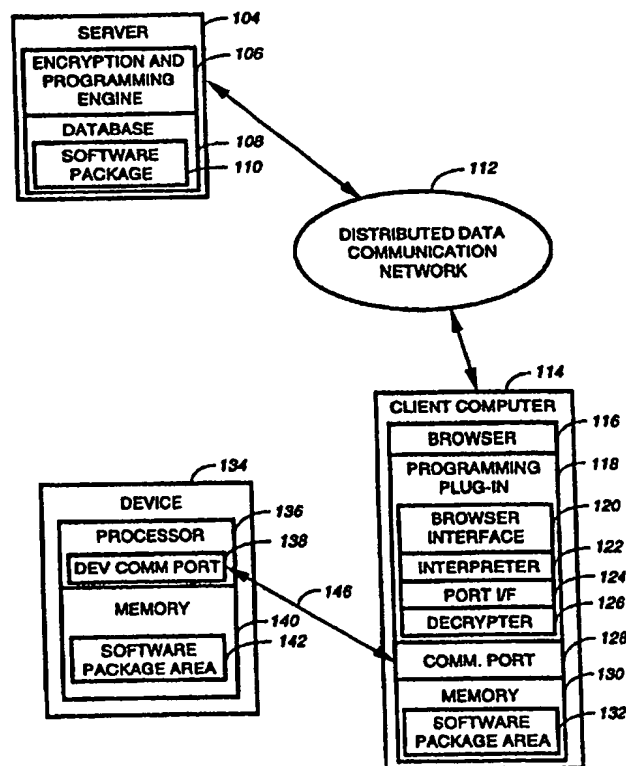 SERVER
104
ENCRYPTION AND
PROGRAMMING
ENGINE
106
DATABASE
108
SOFTWARE
PACKAGE
110
112
DISTRIBUTED DATA
COMMUNICATION
NETWORK
114
CLIENT COMPUTER
BROWSER
116
PROGRAMMING
PLUG-IN
118
BROWSER
INTERFACE
120
INTERPRETER
122
PORT I/F
124
DECRYPTER
126
COMM. PORT
128
MEMORY
130
SOFTWARE
PACKAGE AREA
132
134
DEVICE
PROCESSOR
136
DEV COMM PORT
138
MEMORY
140
SOFTWARE
PACKAGE AREA
142
146